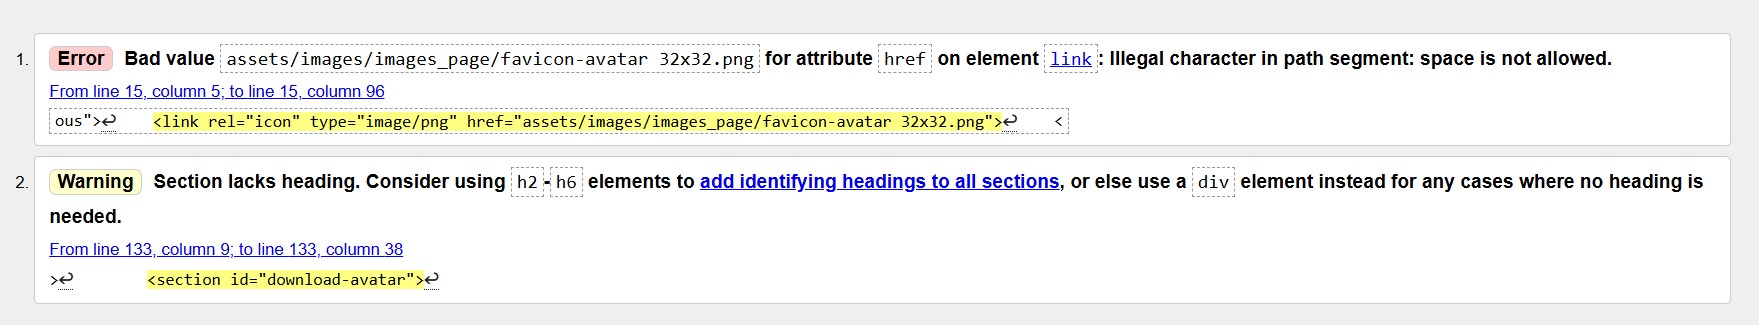 1. Error Bad value assets/images/images_page/favicon-avatar 32x32.png for attribute href on element link: Illegal character in path segment: space is not allowed.
From line 15, column 5; to line 15, column 96
ous">↩    <link rel="icon" type="image/png" href="assets/images/images_page/favicon-avatar 32x32.png">↩    <
2. Warning Section lacks heading. Consider using h2-h6 elements to add identifying headings to all sections, or else use a div element instead for any cases where no heading is
needed.
From line 133, column 9; to line 133, column 38
>↩        <section id="download-avatar">↩